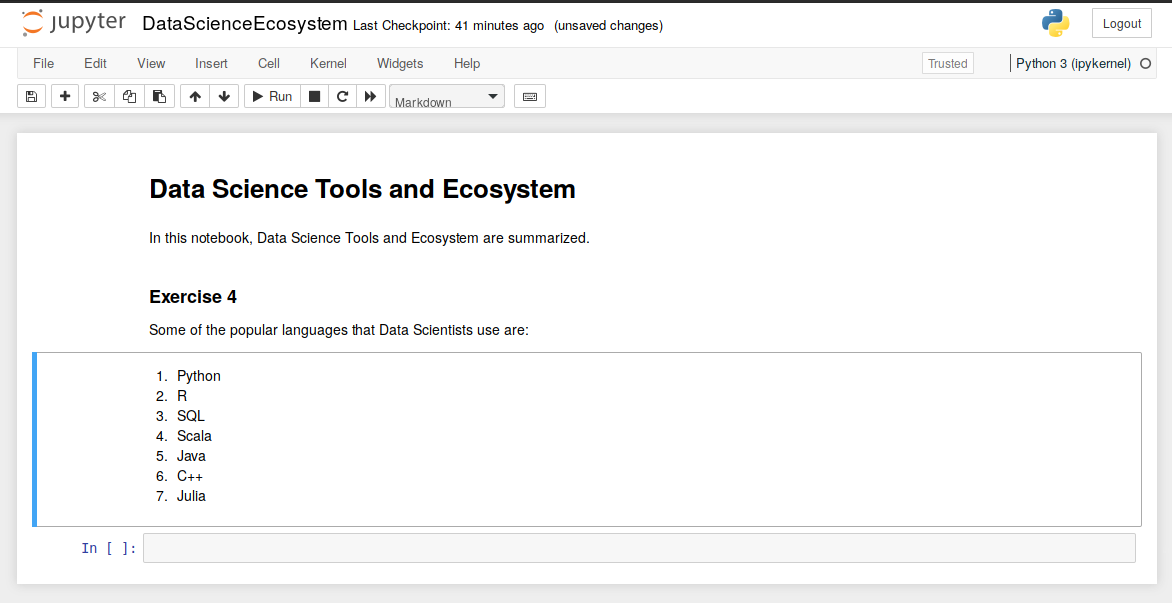 jupyter DataScienceEcosystem Last Checkpoint: 41 minutes ago (unsaved changes) Logout
File Edit View Insert Cell Kernel Widgets Help Trusted Python 3 (ipykernel)
Run Markdown
Data Science Tools and Ecosystem
In this notebook, Data Science Tools and Ecosystem are summarized.
Exercise 4
Some of the popular languages that Data Scientists use are:
1. Python
2. R
3. SQL
4. Scala
5. Java
6. C++
7. Julia
In [ ]: